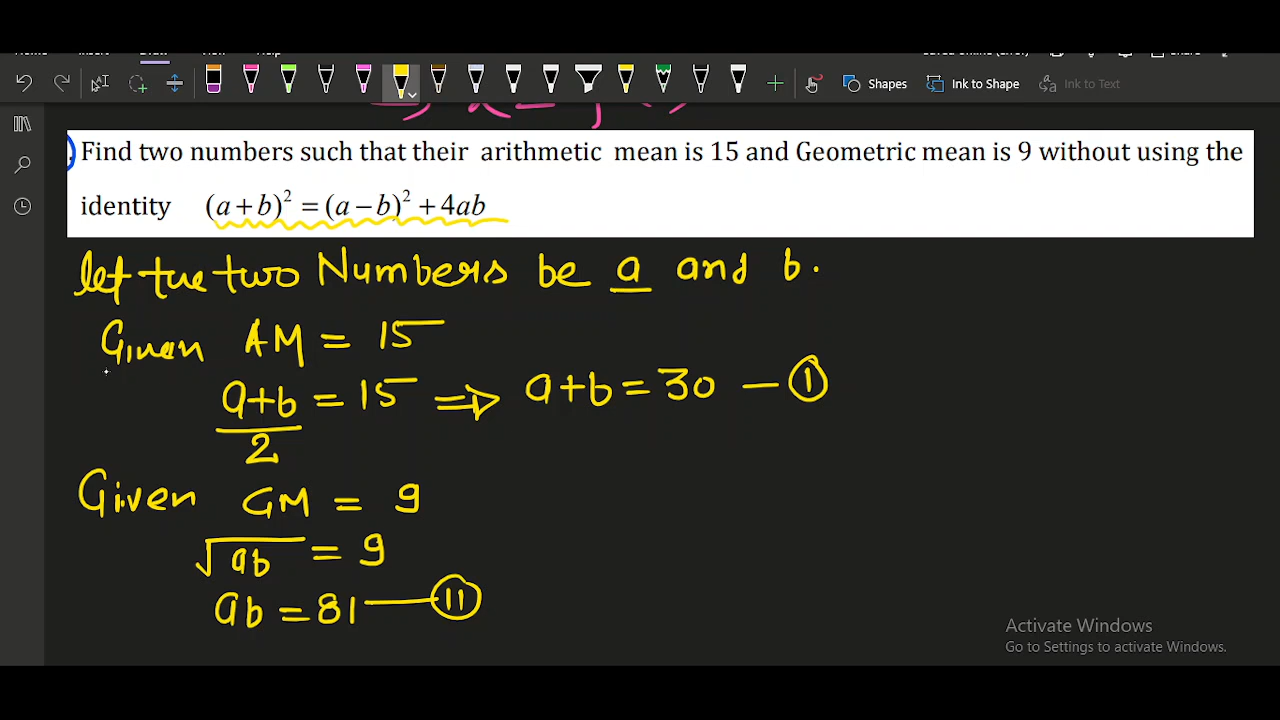 Shapes
Ink to Shape
Ink to Text
Find two numbers such that their arithmetic mean is 15 and Geometric mean is 9 without using the
identity (a+b)² = (a−b)² + 4ab
let the two Numbers be a and b.
Given AM = 15
a+b/2 = 15 ⇒ a+b = 30 — ①
Given GM = 9
√ab = 9
ab = 81 — ⑪
Activate Windows
Go to Settings to activate Windows.